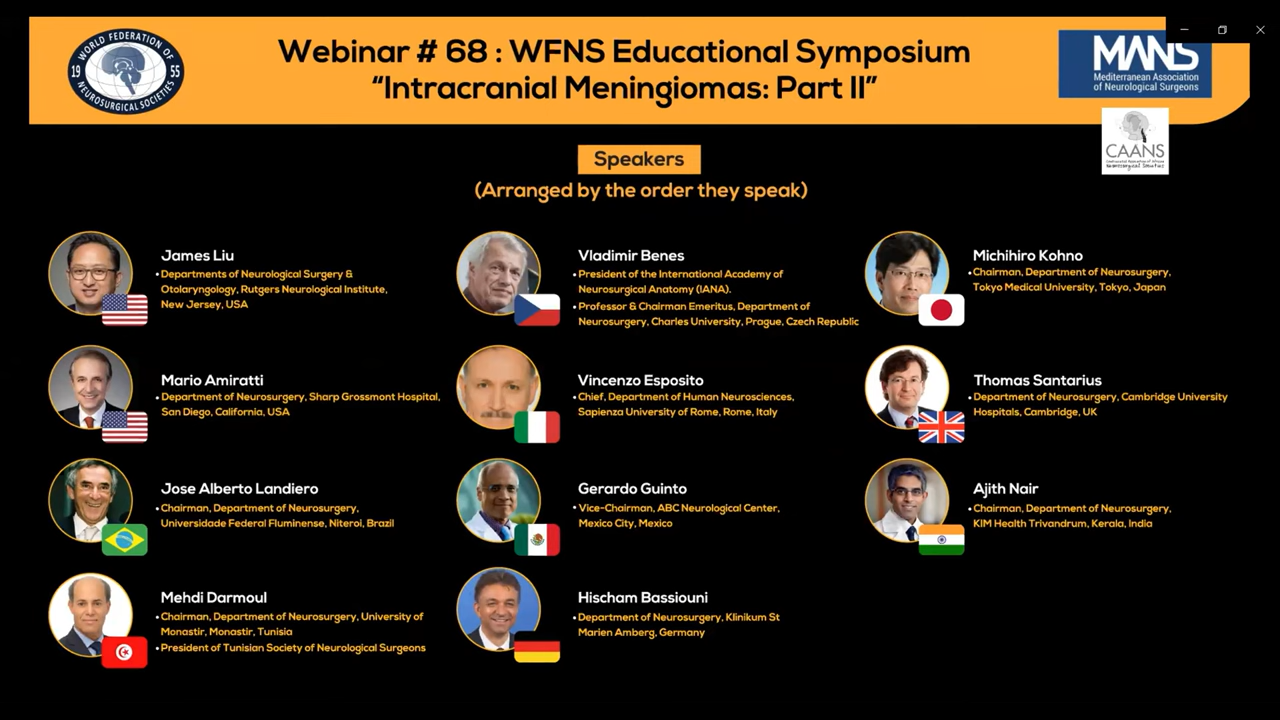 WORLD FEDERATION OF
19 55
NEUROSURGICAL SOCIETIES
Webinar # 68 : WFNS Educational Symposium
“Intracranial Meningiomas: Part II”
MANS
Mediterranean Association
of Neurological Surgeons
CAANS
Speakers
(Arranged by the order they speak)
James Liu
•Departments of Neurological Surgery &
Otolaryngology, Rutgers Neurological Institute,
New Jersey, USA
Vladimir Benes
•President of the International Academy of
Neurosurgical Anatomy (IANA).
•Professor & Chairman Emeritus, Department of
Neurosurgery, Charles University, Prague, Czech Republic
Michihiro Kohno
•Chairman, Department of Neurosurgery,
Tokyo Medical University, Tokyo, Japan
Mario Amiratti
•Department of Neurosurgery, Sharp Grossmont Hospital,
San Diego, California, USA
Vincenzo Esposito
•Chief, Department of Human Neurosciences,
Sapienza University of Rome, Rome, Italy
Thomas Santarius
•Department of Neurosurgery, Cambridge University
Hospitals, Cambridge, UK
Jose Alberto Landiero
•Chairman, Department of Neurosurgery,
Universidade Federal Fluminense, Niteroi, Brazil
Gerardo Guinto
•Vice-Chairman, ABC Neurological Center,
Mexico City, Mexico
Ajith Nair
•Chairman, Department of Neurosurgery,
KIM Health Trivandrum, Kerala, India
Mehdi Darmoul
•Chairman, Department of Neurosurgery, University of
Monastir, Monastir, Tunisia
•President of Tunisian Society of Neurological Surgeons
Hischam Bassiouni
•Department of Neurosurgery, Klinikum St
Marien Amberg, Germany